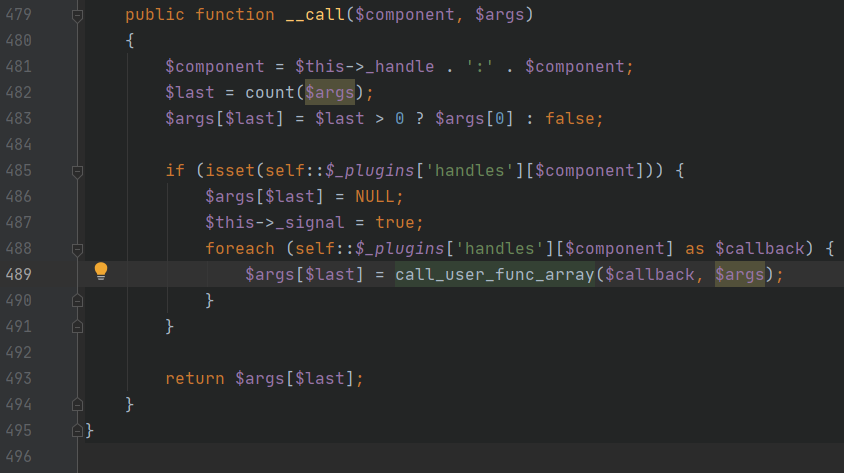 479 public function __call($component, $args)
480 {
481 $component = $this->_handle . ':' . $component;
482 $last = count($args);
483 $args[$last] = $last > 0 ? $args[0] : false;
484
485 if (isset(self::$_plugins['handles'][$component])) {
486 $args[$last] = NULL;
487 $this->_signal = true;
488 foreach (self::$_plugins['handles'][$component] as $callback) {
489 $args[$last] = call_user_func_array($callback, $args);
490 }
491 }
492
493 return $args[$last];
494 }
495 }
496